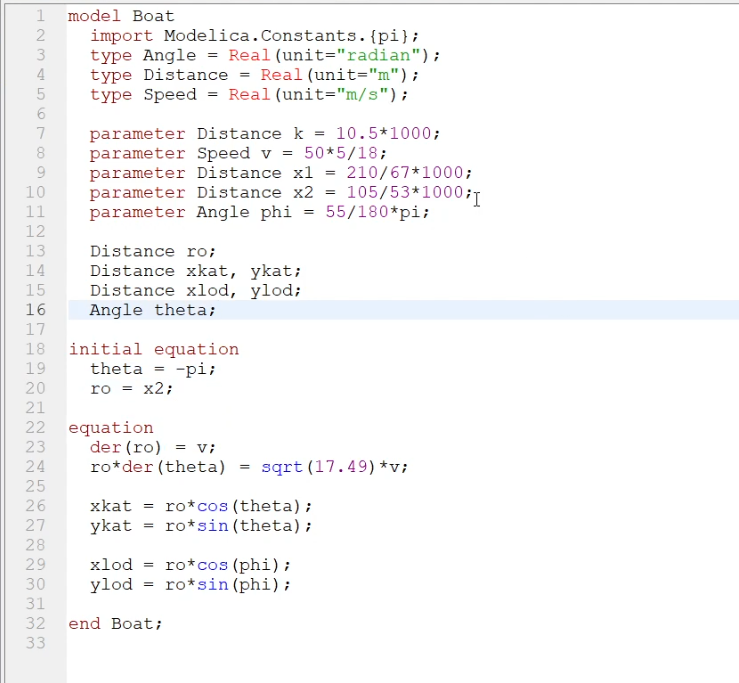 1 model Boat
2   import Modelica.Constants.{pi};
3   type Angle = Real(unit="radian");
4   type Distance = Real(unit="m");
5   type Speed = Real(unit="m/s");
6
7   parameter Distance k = 10.5*1000;
8   parameter Speed v = 50*5/18;
9   parameter Distance x1 = 210/67*1000;
10   parameter Distance x2 = 105/53*1000;
11   parameter Angle phi = 55/180*pi;
12
13   Distance ro;
14   Distance xkat, ykat;
15   Distance xlod, ylod;
16   Angle theta;
17
18 initial equation
19   theta = -pi;
20   ro = x2;
21
22 equation
23   der(ro) = v;
24   ro*der(theta) = sqrt(17.49)*v;
25
26   xkat = ro*cos(theta);
27   ykat = ro*sin(theta);
28
29   xlod = ro*cos(phi);
30   ylod = ro*sin(phi);
31
32 end Boat;
33